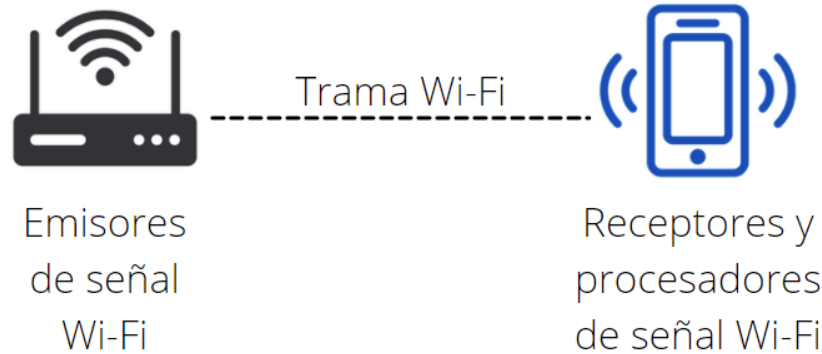 Trama Wi-Fi
Emisores
de señal
Wi-Fi
Receptores y
procesadores
de señal Wi-Fi